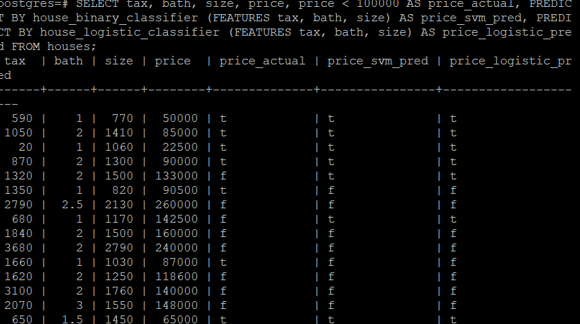 postgres=# SELECT tax, bath, size, price, price < 100000 AS price_actual, PREDIC
T BY house_binary_classifier (FEATURES tax, bath, size) AS price_svm_pred, PREDI
CT BY house_logistic_classifier (FEATURES tax, bath, size) AS price_logistic_pre
d FROM houses;
 tax  | bath | size | price  | price_actual | price_svm_pred | price_logistic_pr
ed
------+------+------+--------+--------------+----------------+------------------
---
  590 |    1 |  770 |  50000 | t            | t              | t
 1050 |    2 | 1410 |  85000 | t            | t              | t
   20 |    1 | 1060 |  22500 | t            | t              | t
  870 |    2 | 1300 |  90000 | t            | t              | t
 1320 |    2 | 1500 | 133000 | f            | t              | f
 1350 |    1 |  820 |  90500 | t            | f              | f
 2790 |  2.5 | 2130 | 260000 | f            | f              | f
  680 |    1 | 1170 | 142500 | f            | t              | t
 1840 |    2 | 1500 | 160000 | f            | f              | f
 3680 |    2 | 2790 | 240000 | f            | f              | f
 1660 |    1 | 1030 |  87000 | t            | f              | f
 1620 |    2 | 1250 | 118600 | f            | f              | f
 3100 |    2 | 1760 | 140000 | f            | f              | f
 2070 |    3 | 1550 | 148000 | f            | f              | f
  650 |  1.5 | 1450 |  65000 | t            | t              | t